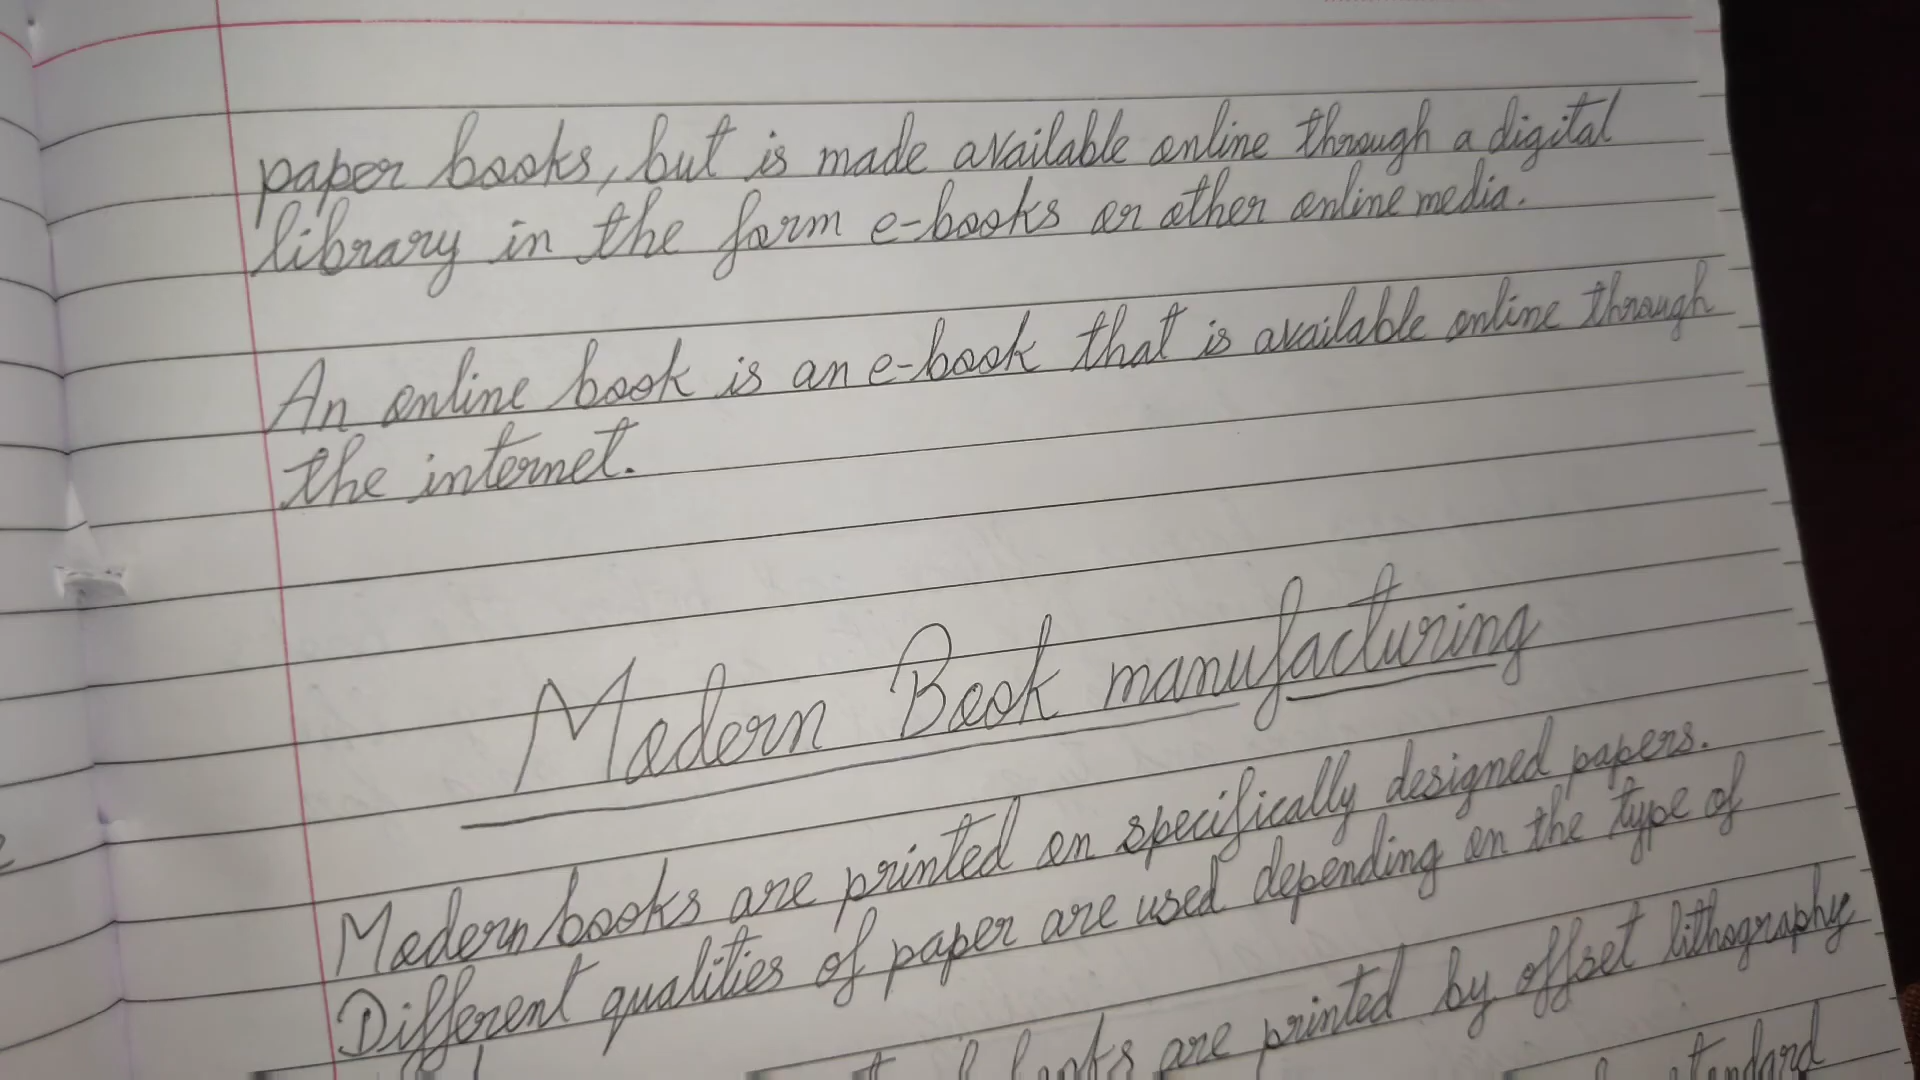 paper books, but is made available online through a digital
library in the form e-books or other online media.
An online book is an e-book that is available online through
the internet.
Modern Book manufacturing
Modern books are printed on specifically designed papers.
Different qualities of paper are used depending on the type of
books are printed by offset lithography
standard